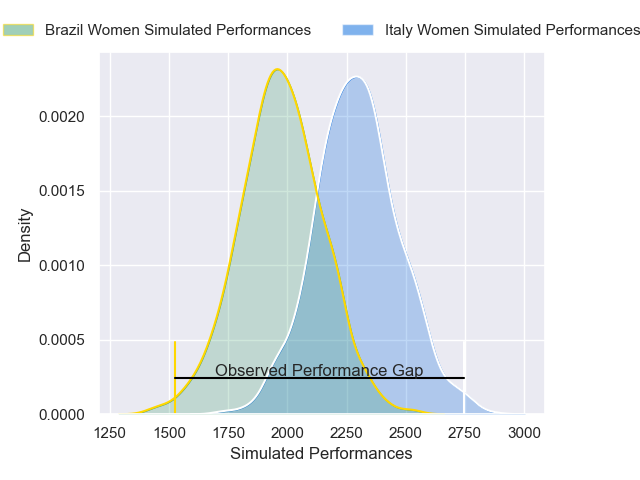 Brazil Women Simulated Performances
Italy Women Simulated Performances
Density
0.0020
0.0015
0.0010
0.0005
0.0000
Observed Performance Gap
1250 1500 1750 2000 2250 2500 2750 3000
Simulated Performances